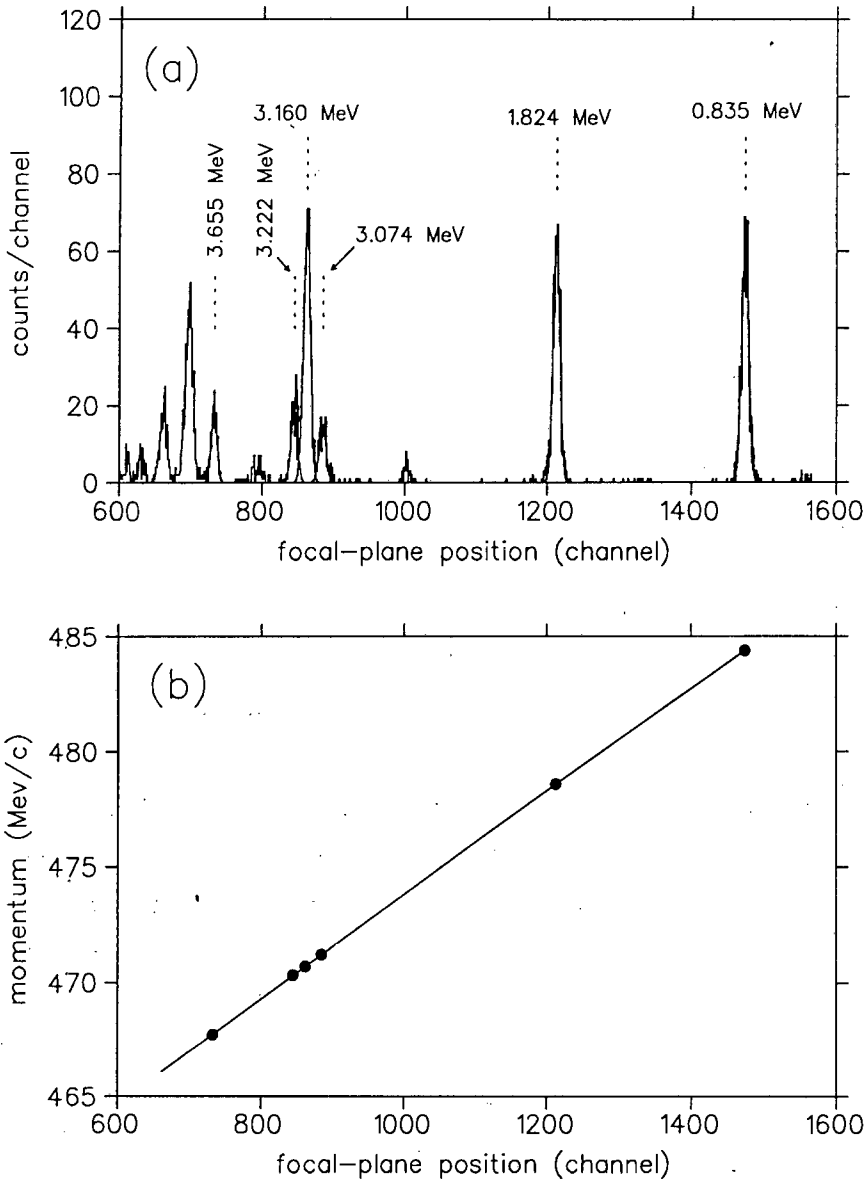 120
100
80
60
40
20
0
counts/channel
(a)
3.655 MeV
3.222 MeV
3.160 MeV
3.074 MeV
1.824 MeV
0.835 MeV
600 800 1000 1200 1400 1600
focal-plane position (channel)
485
480
475
470
465
momentum (Mev/c)
(b)
600 800 1000 1200 1400 1600
focal-plane position (channel)